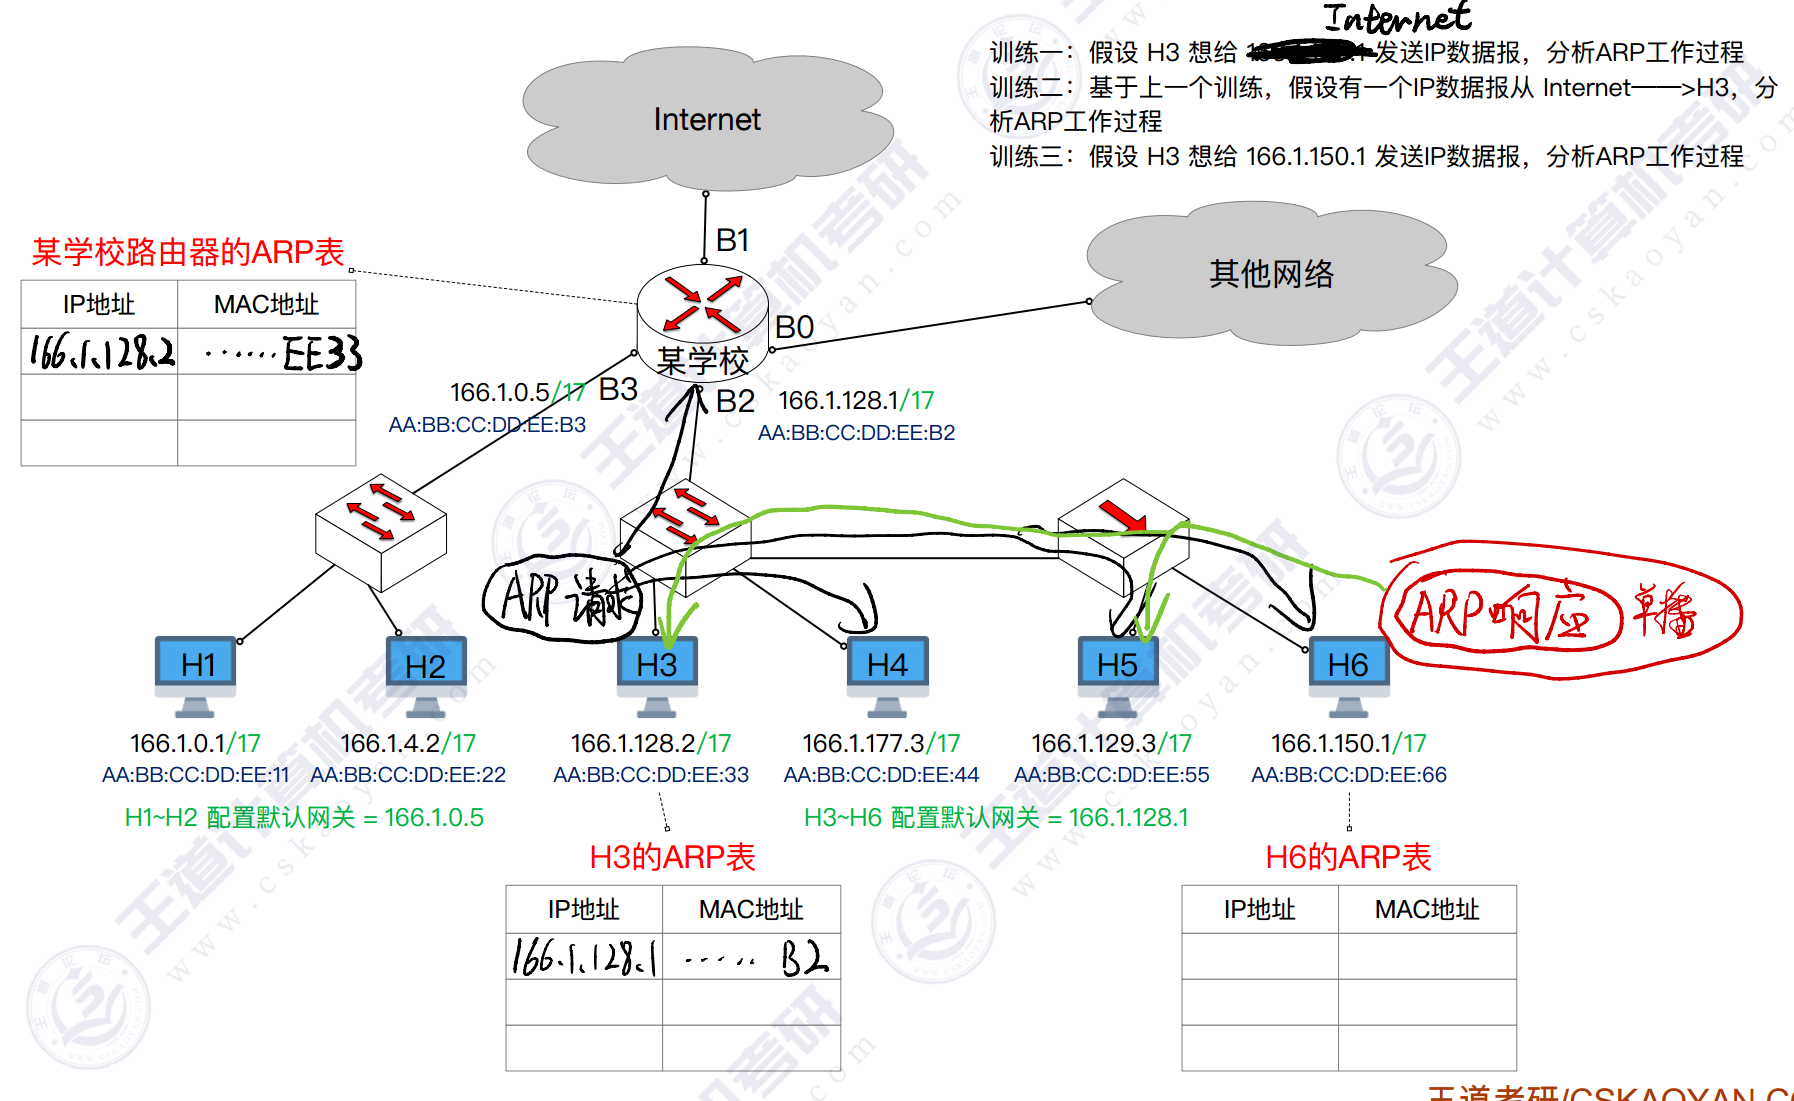 Internet
训练一：假设 H3 想给 发送IP数据报，分析ARP工作过程
训练二：基于上一个训练，假设有一个IP数据报从 Internet——>H3，分
析ARP工作过程
训练三：假设 H3 想给 166.1.150.1 发送IP数据报，分析ARP工作过程
Internet
B1
某学校路由器的ARP表
IP地址 MAC地址
166.1.128.2 ......EE33
其他网络
B0
某学校
B3
166.1.0.5/17
AA:BB:CC:DD:EE:B3
B2
166.1.128.1/17
AA:BB:CC:DD:EE:B2
ARP请求
ARP响应 单播
H1 H2 H3 H4 H5 H6
166.1.0.1/17 166.1.4.2/17 166.1.128.2/17 166.1.177.3/17 166.1.129.3/17 166.1.150.1/17
AA:BB:CC:DD:EE:11 AA:BB:CC:DD:EE:22 AA:BB:CC:DD:EE:33 AA:BB:CC:DD:EE:44 AA:BB:CC:DD:EE:55 AA:BB:CC:DD:EE:66
H1~H2 配置默认网关 = 166.1.0.5 H3~H6 配置默认网关 = 166.1.128.1
H3的ARP表 H6的ARP表
IP地址 MAC地址 IP地址 MAC地址
166.1.128.1 ..... B2
王道计算机考研
www.cskaoyan.com
王道考研/CSKAOYAN.C